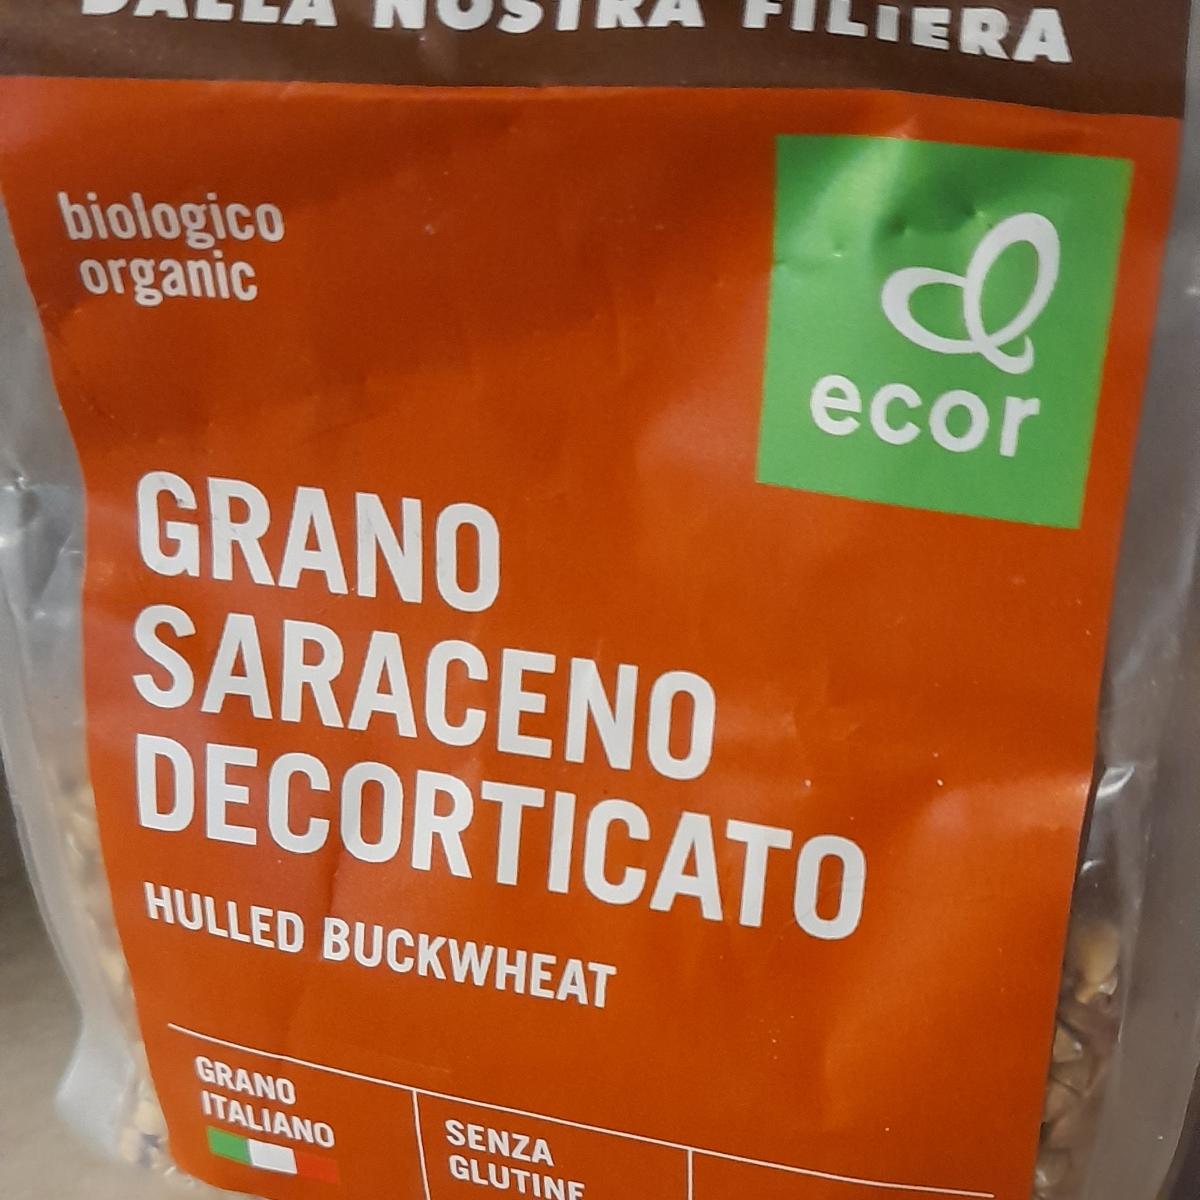 DALLA NOSTRA FILIERA
biologico
organic
ecor
GRANO
SARACENO
DECORTICATO
HULLED BUCKWHEAT
GRANO
ITALIANO
SENZA
GLUTINE